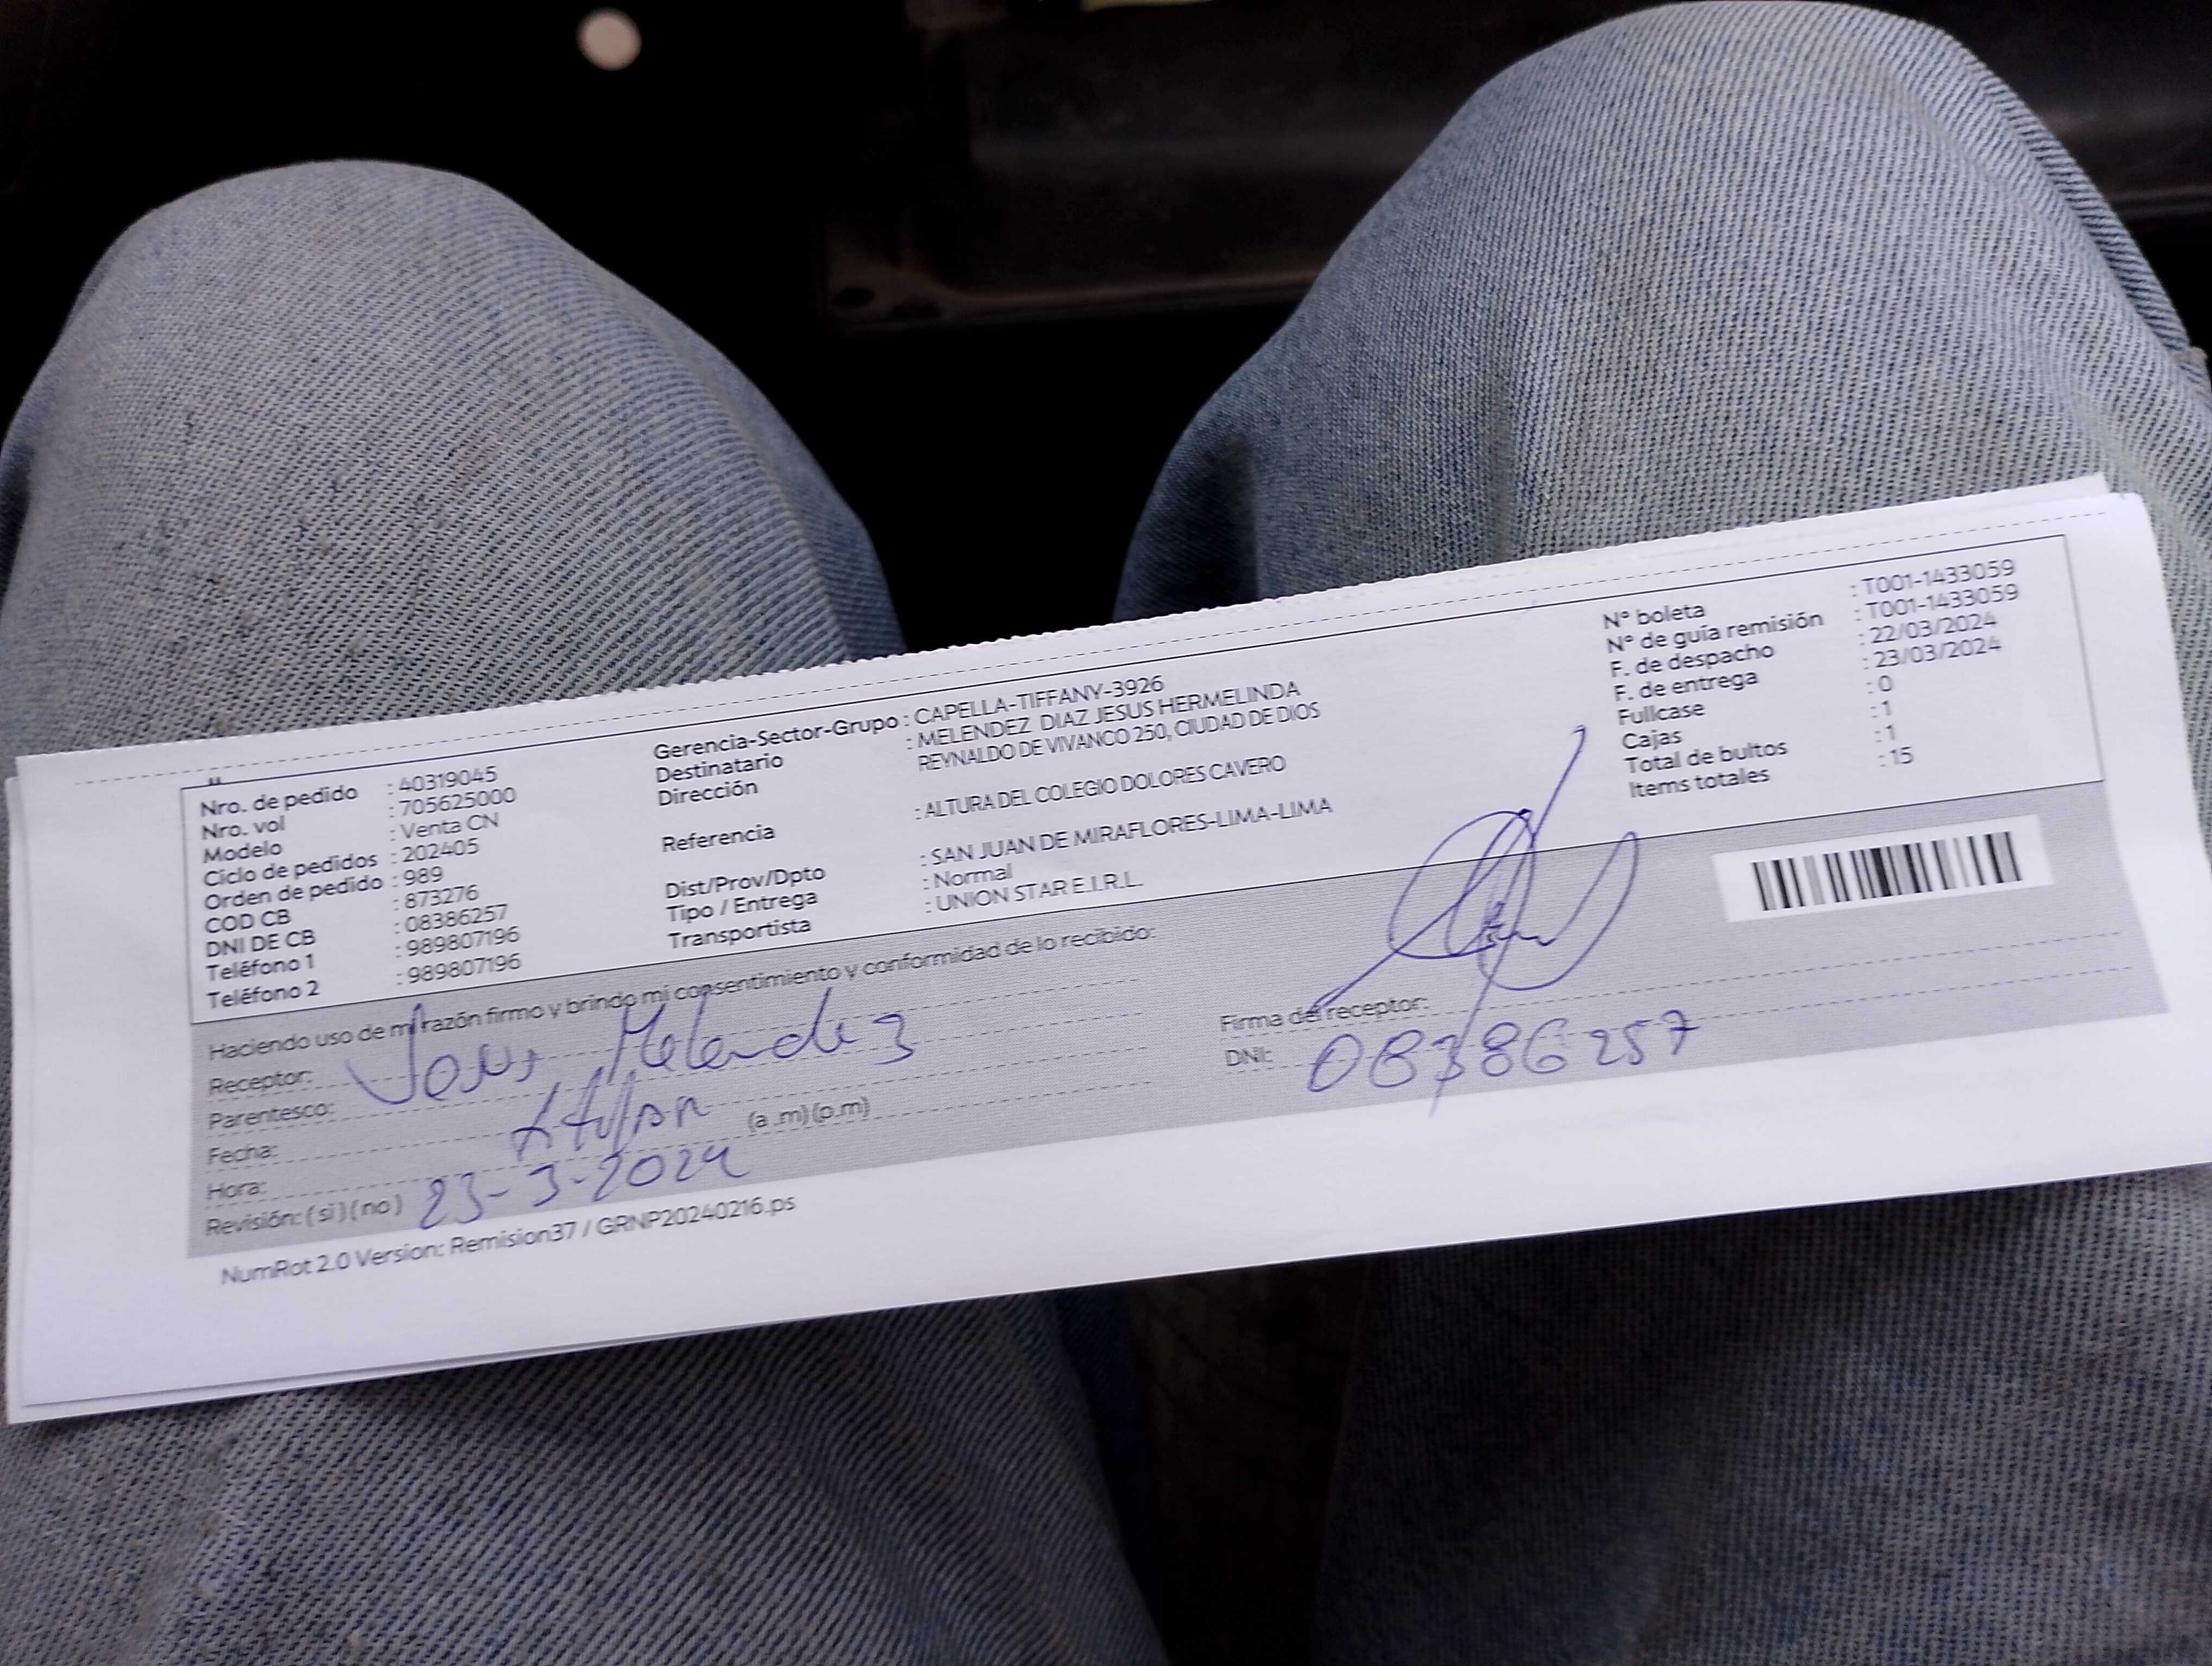 Nro. de pedido : 40319045
Nro. vol : 705625000
Modelo : Venta CN
Ciclo de pedidos : 202405
Orden de pedido : 989
COD CB : 873276
DNI DE CB : 08386257
Teléfono 1 : 989807196
Teléfono 2 : 989807196
Gerencia-Sector-Grupo : CAPELLA-TIFFANY-3926
Destinatario : MELENDEZ DIAZ JESUS HERMELINDA
Dirección REYNALDO DE VIVANCO 250, CIUDAD DE DIOS
Referencia : ALTURA DEL COLEGIO DOLORES CAVERO
Dist/Prov/Dpto : SAN JUAN DE MIRAFLORES-LIMA-LIMA
Tipo / Entrega : Normal
Transportista : UNION STAR E.I.R.L.
N° boleta : T001-1433059
N° de guía remisión : T001-1433059
F. de despacho : 22/03/2024
F. de entrega : 23/03/2024
Fullcase : 0
Cajas : 1
Total de bultos : 1
Items totales : 15
Haciendo uso de mi razón firmo y brindo mi consentimiento y conformidad de lo recibido:
Receptor: Jesus Melendez
Parentesco:
Fecha:
Hora: (a .m) (p.m)
Revisión: ( si ) ( no ) 23-3-2024
Firma del receptor:
DNI: 08386257
NumRot 2.0 Version: Remision37 / GRNP20240216.ps